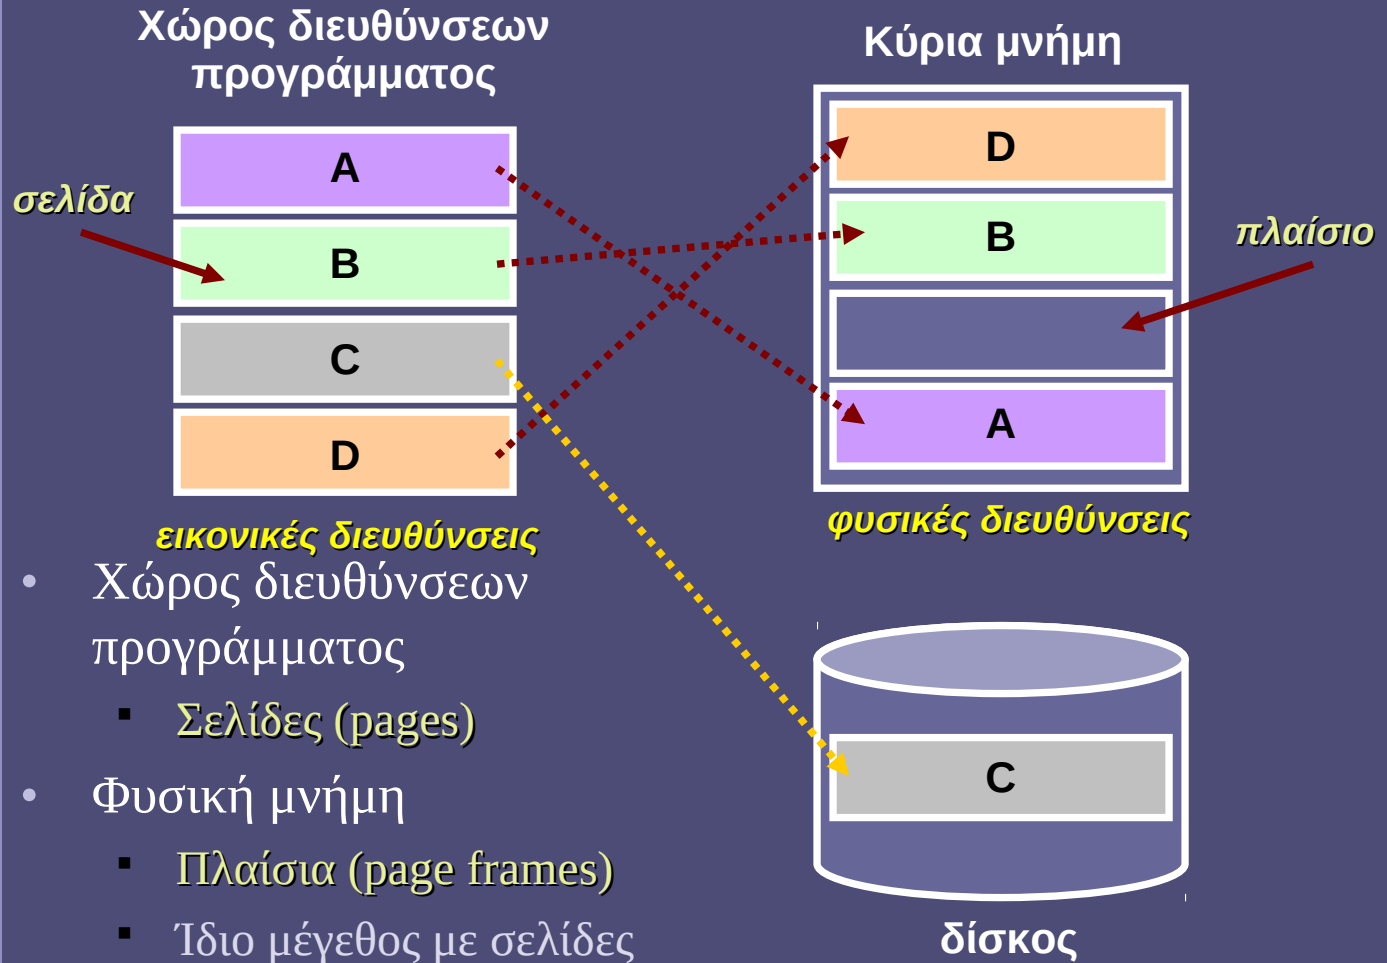 Χώρος διευθύνσεων
προγράμματος
Κύρια μνήμη
A
B
C
D
σελίδα
εικονικές διευθύνσεις
D
B
A
πλαίσιο
φυσικές διευθύνσεις
• Χώρος διευθύνσεων
προγράμματος
▪ Σελίδες (pages)
• Φυσική μνήμη
▪ Πλαίσια (page frames)
▪ Ίδιο μέγεθος με σελίδες
C
δίσκος